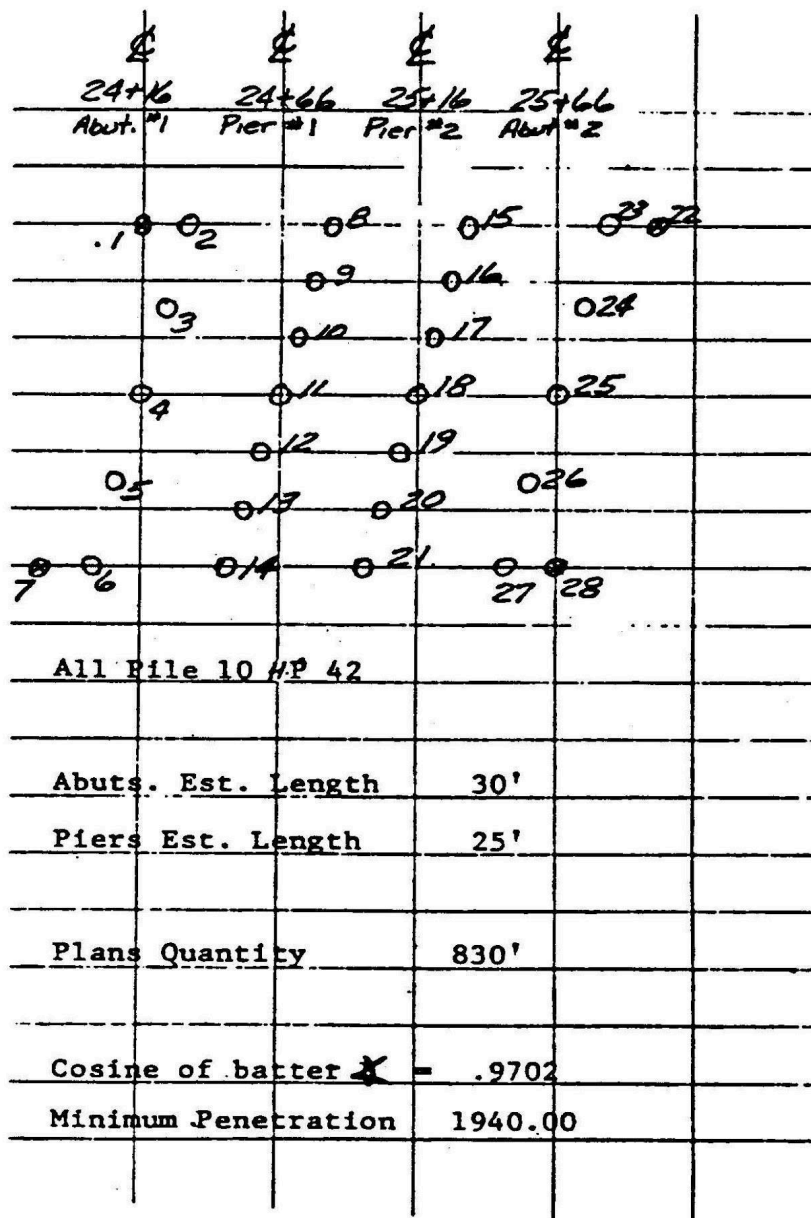 ℄ ℄ ℄ ℄
24+16 24+66 25+16 25+66
Abut. #1 Pier #1 Pier #2 Abut #2
.1 2 8 15 23 22
9 16
3 24
10 17
4 11 18 25
12 19
5 26
13 20
7 6 14 21 27 28
All Pile 10 HP 42
Abuts. Est. Length 30'
Piers Est. Length 25'
Plans Quantity 830'
Cosine of batter = .9702
Minimum Penetration 1940.00